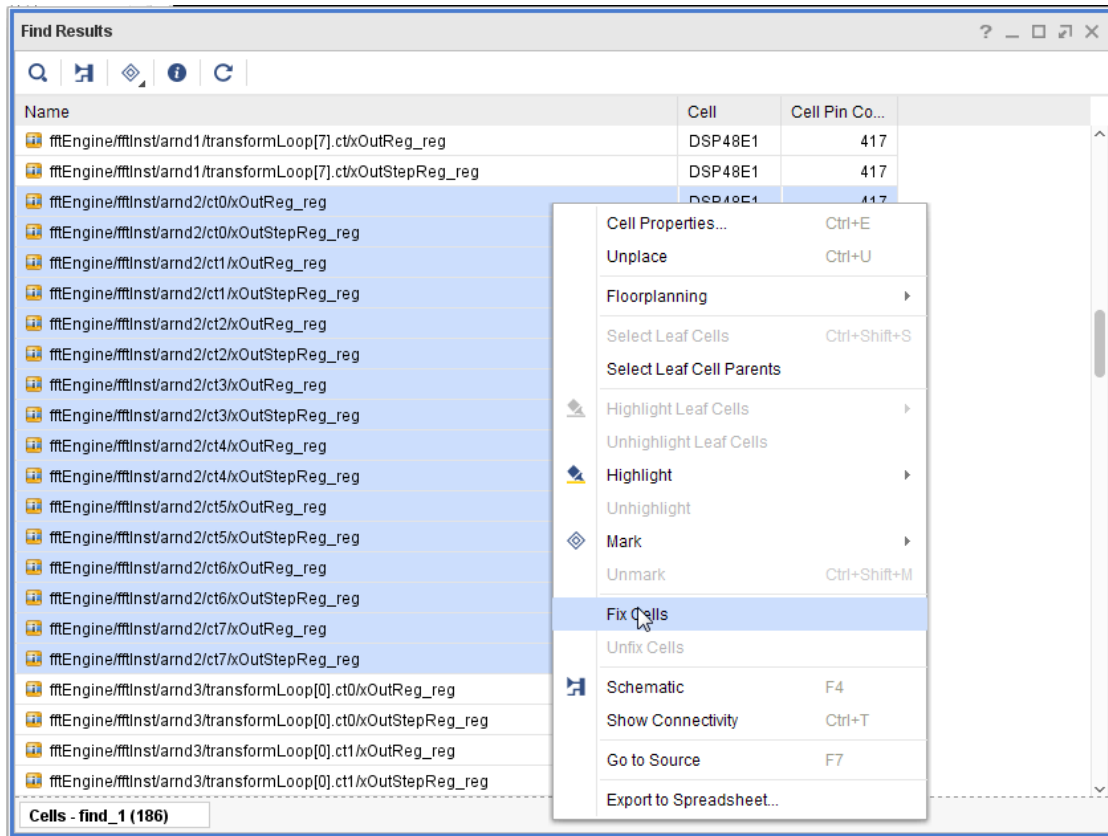 Find Results
Name Cell Cell Pin Co...
fftEngine/fftInst/arnd1/transformLoop[7].ct/xOutReg_reg DSP48E1 417
fftEngine/fftInst/arnd1/transformLoop[7].ct/xOutStepReg_reg DSP48E1 417
fftEngine/fftInst/arnd2/ct0/xOutReg_reg DSP48E1 417
fftEngine/fftInst/arnd2/ct0/xOutStepReg_reg
fftEngine/fftInst/arnd2/ct1/xOutReg_reg
fftEngine/fftInst/arnd2/ct1/xOutStepReg_reg
fftEngine/fftInst/arnd2/ct2/xOutReg_reg
fftEngine/fftInst/arnd2/ct2/xOutStepReg_reg
fftEngine/fftInst/arnd2/ct3/xOutReg_reg
fftEngine/fftInst/arnd2/ct3/xOutStepReg_reg
fftEngine/fftInst/arnd2/ct4/xOutReg_reg
fftEngine/fftInst/arnd2/ct4/xOutStepReg_reg
fftEngine/fftInst/arnd2/ct5/xOutReg_reg
fftEngine/fftInst/arnd2/ct5/xOutStepReg_reg
fftEngine/fftInst/arnd2/ct6/xOutReg_reg
fftEngine/fftInst/arnd2/ct6/xOutStepReg_reg
fftEngine/fftInst/arnd2/ct7/xOutReg_reg
fftEngine/fftInst/arnd2/ct7/xOutStepReg_reg
fftEngine/fftInst/arnd3/transformLoop[0].ct0/xOutReg_reg
fftEngine/fftInst/arnd3/transformLoop[0].ct0/xOutStepReg_reg
fftEngine/fftInst/arnd3/transformLoop[0].ct1/xOutReg_reg
fftEngine/fftInst/arnd3/transformLoop[0].ct1/xOutStepReg_reg
Cells - find_1 (186)
Cell Properties... Ctrl+E
Unplace Ctrl+U
Floorplanning
Select Leaf Cells Ctrl+Shift+S
Select Leaf Cell Parents
Highlight Leaf Cells
Unhighlight Leaf Cells
Highlight
Unhighlight
Mark
Unmark Ctrl+Shift+M
Fix Cells
Unfix Cells
Schematic F4
Show Connectivity Ctrl+T
Go to Source F7
Export to Spreadsheet...